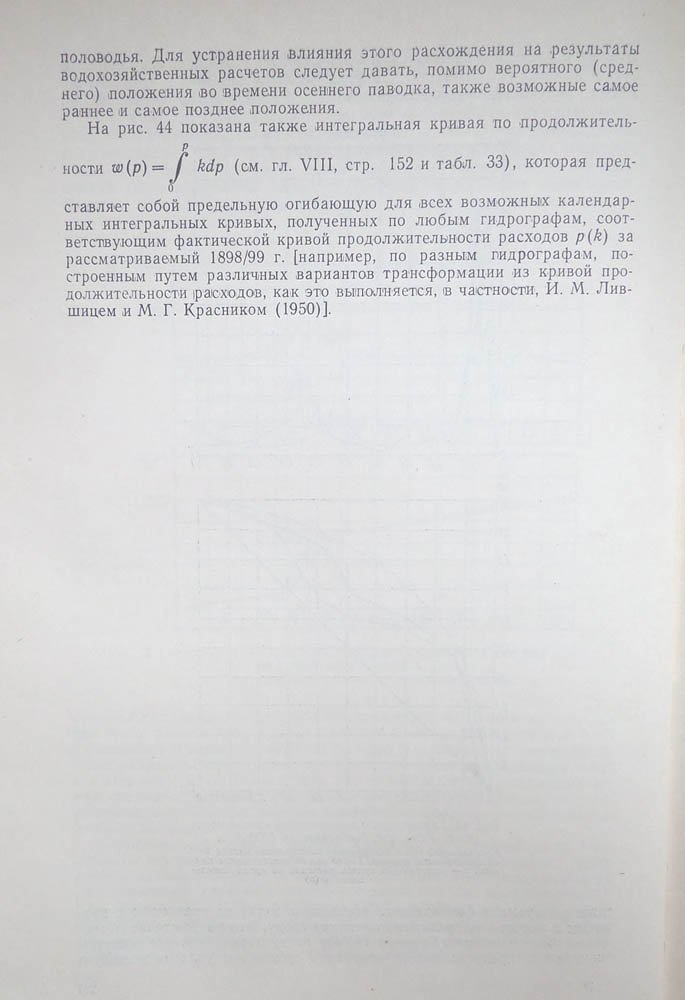 половодья. Для устранения влияния этого расхождения на результаты
водохозяйственных расчетов следует давать, помимо вероятного (сред-
него) положения во времени осеннего паводка, также возможные самое
раннее и самое позднее положения.
На рис. 44 показана также интегральная кривая по продолжитель-
ности w(p) = ∫₀ᵖ kdp (см. гл. VIII, стр. 152 и табл. 33), которая пред-
ставляет собой предельную огибающую для всех возможных календар-
ных интегральных кривых, полученных по любым гидрографам, соот-
ветствующим фактической кривой продолжительности расходов p(k) за
рассматриваемый 1898/99 г. [например, по разным гидрографам, по-
строенным путем различных вариантов трансформации из кривой про-
должительности расходов, как это выполняется, в частности, И. М. Лив-
шицем и М. Г. Красником (1950)].